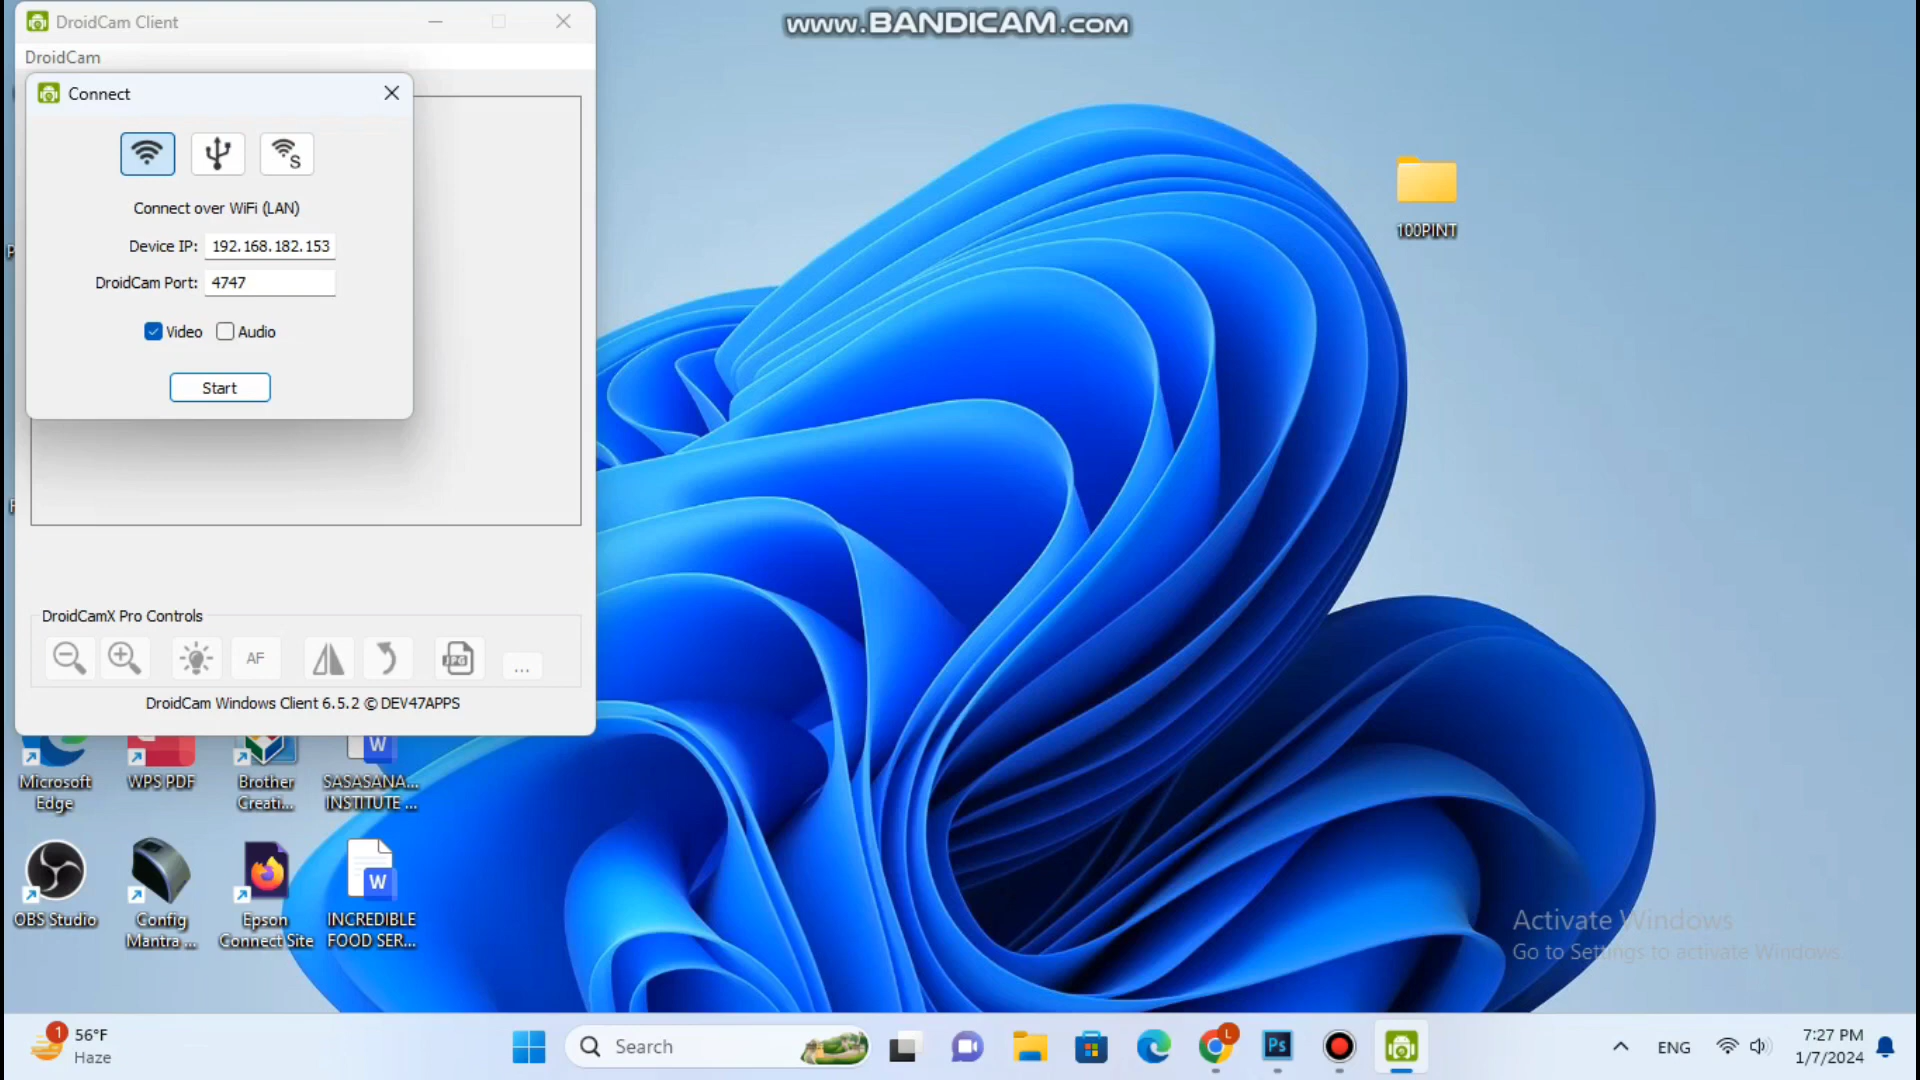 DroidCam Client
www.BANDICAM.com
DroidCam
Connect
S
Connect over WiFi (LAN)
Device IP: 192.168.182.153
DroidCam Port: 4747
Video Audio
Start
100PINT
DroidCamX Pro Controls
AF
JPG
...
DroidCam Windows Client 6.5.2 © DEV47APPS
W
Microsoft Edge
WPS PDF
Brother Creati...
SASASANA... INSTITUTE ...
W
OBS Studio
Config Mantra ...
Epson Connect Site
INCREDIBLE FOOD SER...
Activate Windows
Go to Settings to activate Windows.
1
56°F
Haze
Search
L
Ps
ENG
7:27 PM
1/7/2024